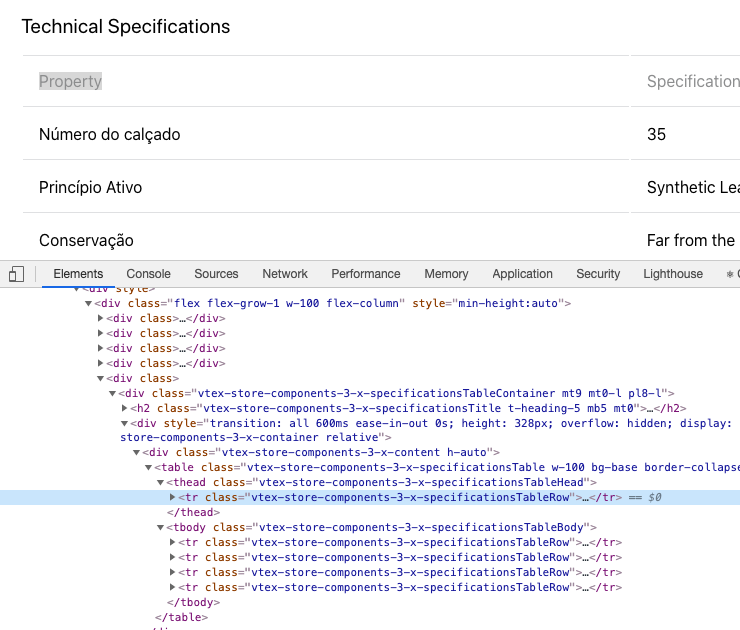 Technical Specifications
Property Specification
Número do calçado 35
Princípio Ativo Synthetic Lea
Conservação Far from the
Elements Console Sources Network Performance Memory Application Security Lighthouse
<div style>
▼<div class="flex flex-grow-1 w-100 flex-column" style="min-height:auto">
▶<div class>…</div>
▶<div class>…</div>
▶<div class>…</div>
▶<div class>…</div>
▼<div class>
▼<div class="vtex-store-components-3-x-specificationsTableContainer mt9 mt0-l pl8-l">
▶<h2 class="vtex-store-components-3-x-specificationsTitle t-heading-5 mb5 mt0">…</h2>
▼<div style="transition: all 600ms ease-in-out 0s; height: 328px; overflow: hidden; display:
store-components-3-x-container relative">
▼<div class="vtex-store-components-3-x-content h-auto">
▼<table class="vtex-store-components-3-x-specificationsTable w-100 bg-base border-collapse
▼<thead class="vtex-store-components-3-x-specificationsTableHead">
▶<tr class="vtex-store-components-3-x-specificationsTableRow">…</tr> == $0
</thead>
▼<tbody class="vtex-store-components-3-x-specificationsTableBody">
▶<tr class="vtex-store-components-3-x-specificationsTableRow">…</tr>
▶<tr class="vtex-store-components-3-x-specificationsTableRow">…</tr>
▶<tr class="vtex-store-components-3-x-specificationsTableRow">…</tr>
▶<tr class="vtex-store-components-3-x-specificationsTableRow">…</tr>
</tbody>
</table>